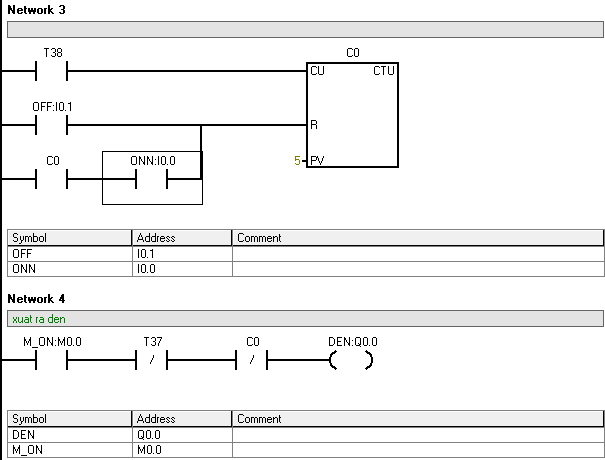 Network 3
T38 C0
CU CTU
OFF:I0.1
R
C0 ONN:I0.0
5 PV
Symbol Address Comment
OFF I0.1
ONN I0.0
Network 4
xuat ra den
M_ON:M0.0 T37 C0 DEN:Q0.0
/ /
Symbol Address Comment
DEN Q0.0
M_ON M0.0